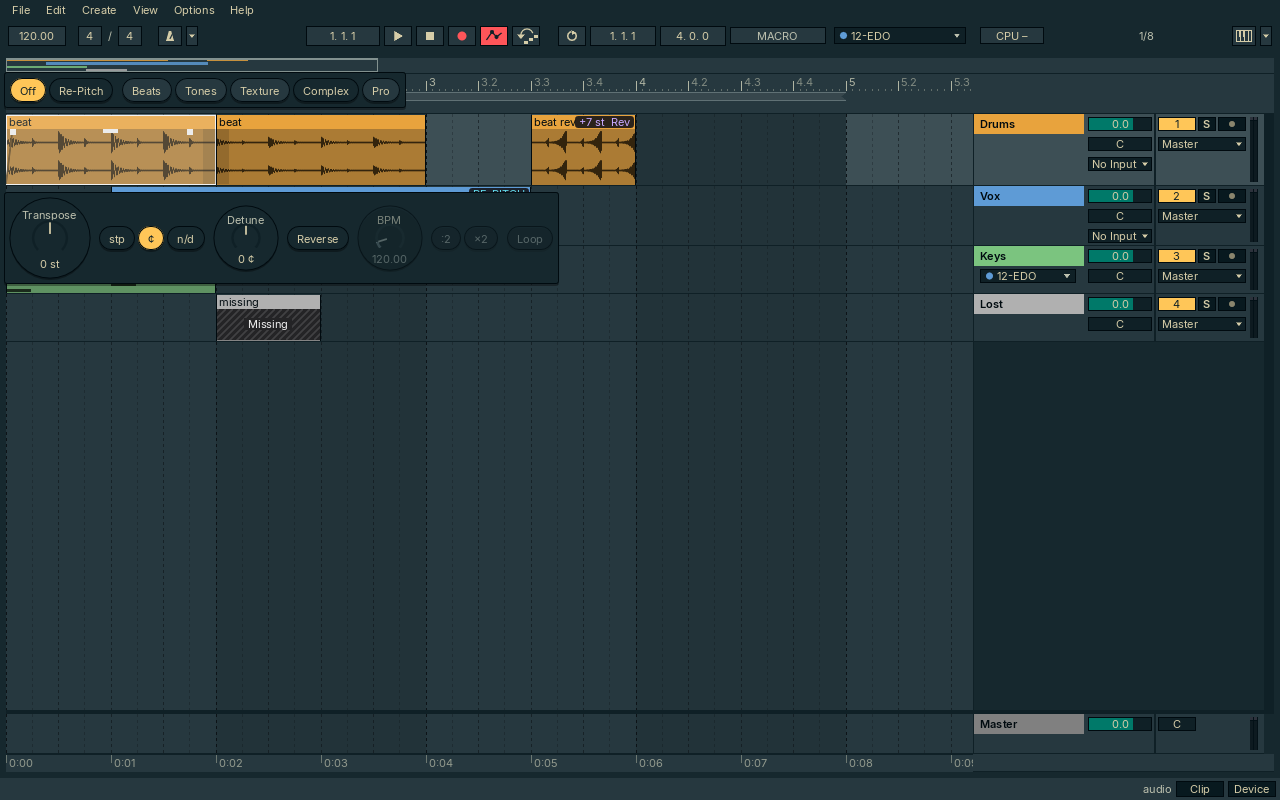 File Edit Create View Options Help
120.00 4 / 4 1. 1. 1 1. 1. 1 4. 0. 0 MACRO 12-EDO CPU – 1/8
Off Re-Pitch Beats Tones Texture Complex Pro
3 3.2 3.3 3.4 4 4.2 4.3 4.4 5 5.2 5.3
beat beat beat rev +7 st Rev
Drums 0.0 1 S
C Master
No Input
Vox 0.0 2 S
C Master
No Input
Transpose
0 st
stp ¢ n/d
Detune
0 ¢
Reverse
BPM
120.00
:2 ×2 Loop
Keys 0.0 3 S
12-EDO C Master
missing
Missing
Lost 0.0 4 S
C Master
Master 0.0 C
0:00 0:01 0:02 0:03 0:04 0:05 0:06 0:07 0:08
audio Clip Device